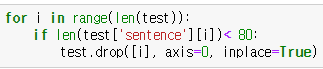 for i in range(len(test)):
    if len(test['sentence'][i])< 80:
        test.drop([i], axis=0, inplace=True)